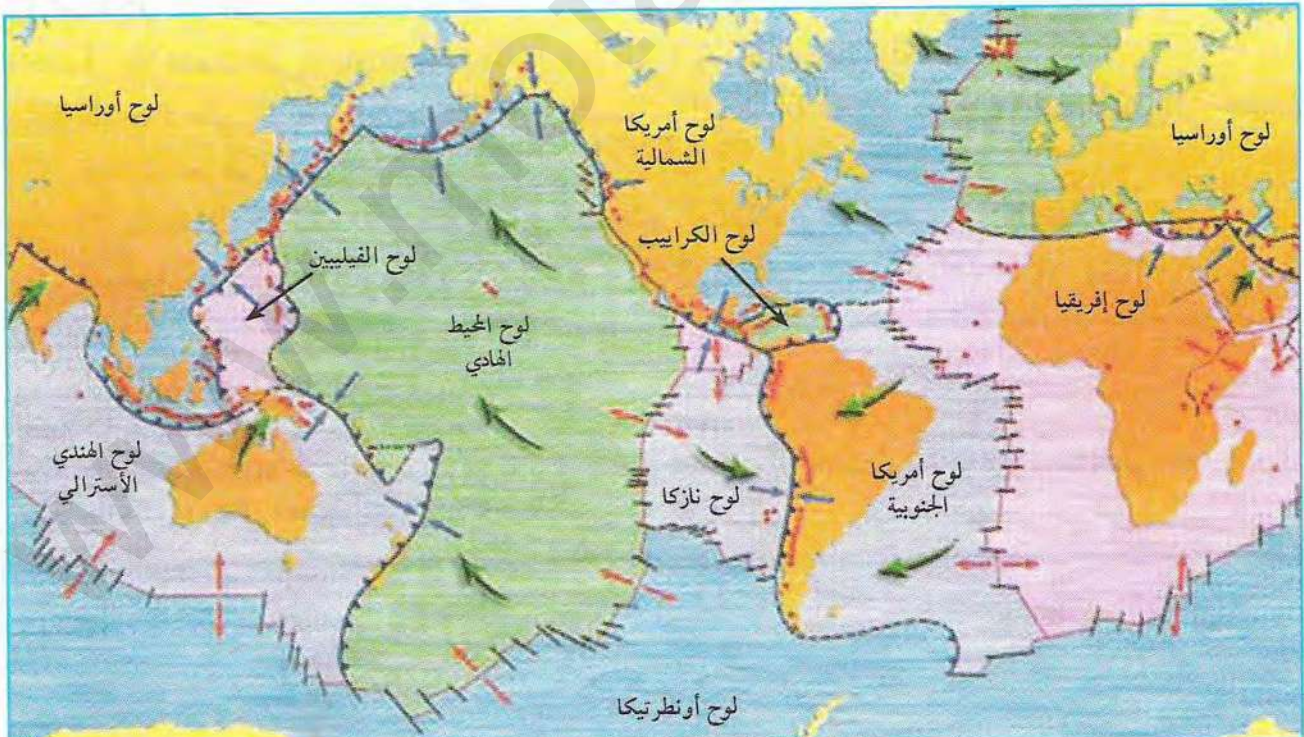 لوح أوراسيا
لوح أمريكا
الشمالية
لوح أوراسيا
لوح الكراييب
لوح الفيليبين
لوح إفريقيا
لوح المحيط
الهادي
لوح الهندي
الأسترالي
لوح نازكا
لوح أمريكا
الجنوبية
لوح أونطرتيكا